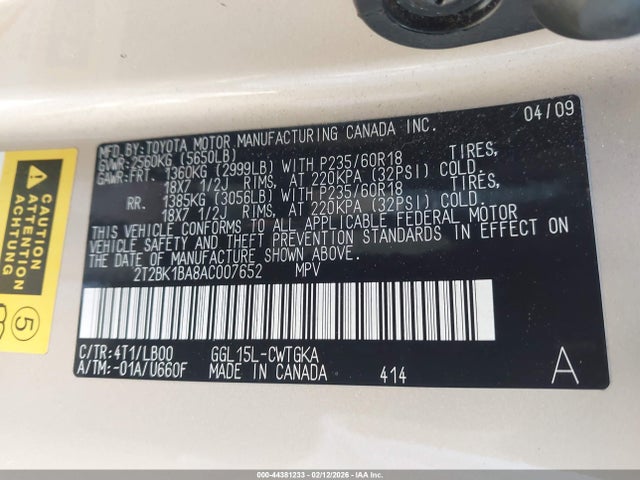 04/09
MFD. BY: TOYOTA MOTOR MANUFACTURING CANADA INC.
GVWR: 2560KG (5650LB)
GAWR: FRT. 1360KG (2999LB) WITH P235/60R18 TIRES,
18X7 1/2J RIMS, AT 220KPA (32PSI) COLD.
RR. 1385KG (3056LB) WITH P235/60R18 TIRES,
18X7 1/2J RIMS, AT 220KPA (32PSI) COLD.
THIS VEHICLE CONFORMS TO ALL APPLICABLE FEDERAL MOTOR
VEHICLE SAFETY AND THEFT PREVENTION STANDARDS IN EFFECT ON
THE DATE OF MANUFACTURE SHOWN ABOVE.
2T2BK1BA8AC007652 MPV
C/TR: 4T1/LB00 GGL15L-CWTGKA
A/TM: -01A/U660F MADE IN CANADA 414 A
CAUTION
ATTENTION
CAUTION
5
000-44381233 - 02/12/2026 - IAA Inc.